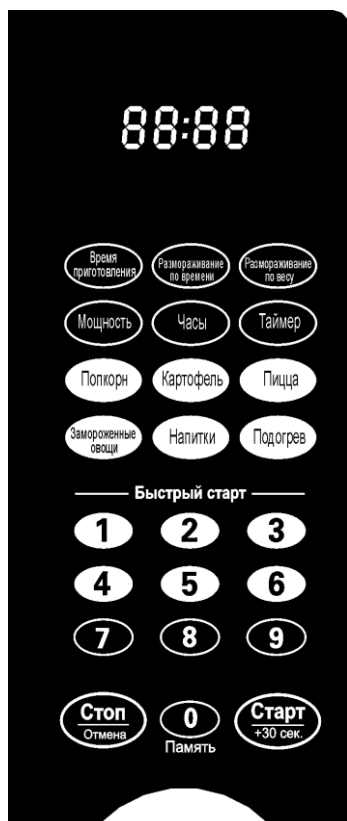 88:88
Время приготовления
Размораживание по времени
Размораживание по весу
Мощность
Часы
Таймер
Попкорн
Картофель
Пицца
Замороженные овощи
Напитки
Подогрев
Быстрый старт
1 2 3
4 5 6
7 8 9
Стоп
Отмена
0
Память
Старт
+30 сек.